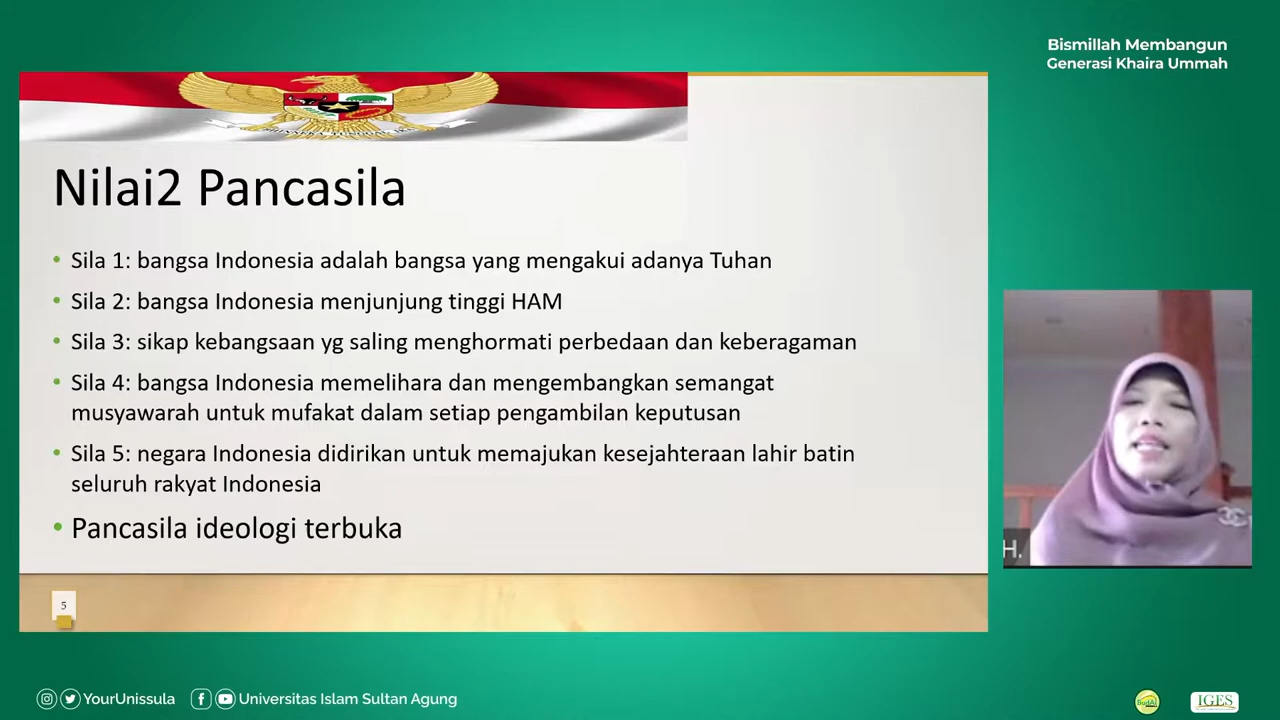 Bismillah Membangun
Generasi Khaira Ummah
Nilai2 Pancasila
• Sila 1: bangsa Indonesia adalah bangsa yang mengakui adanya Tuhan
• Sila 2: bangsa Indonesia menjunjung tinggi HAM
• Sila 3: sikap kebangsaan yg saling menghormati perbedaan dan keberagaman
• Sila 4: bangsa Indonesia memelihara dan mengembangkan semangat
musyawarah untuk mufakat dalam setiap pengambilan keputusan
• Sila 5: negara Indonesia didirikan untuk memajukan kesejahteraan lahir batin
seluruh rakyat Indonesia
• Pancasila ideologi terbuka
H.
5
YourUnissula
Universitas Islam Sultan Agung
BudAI
IGES